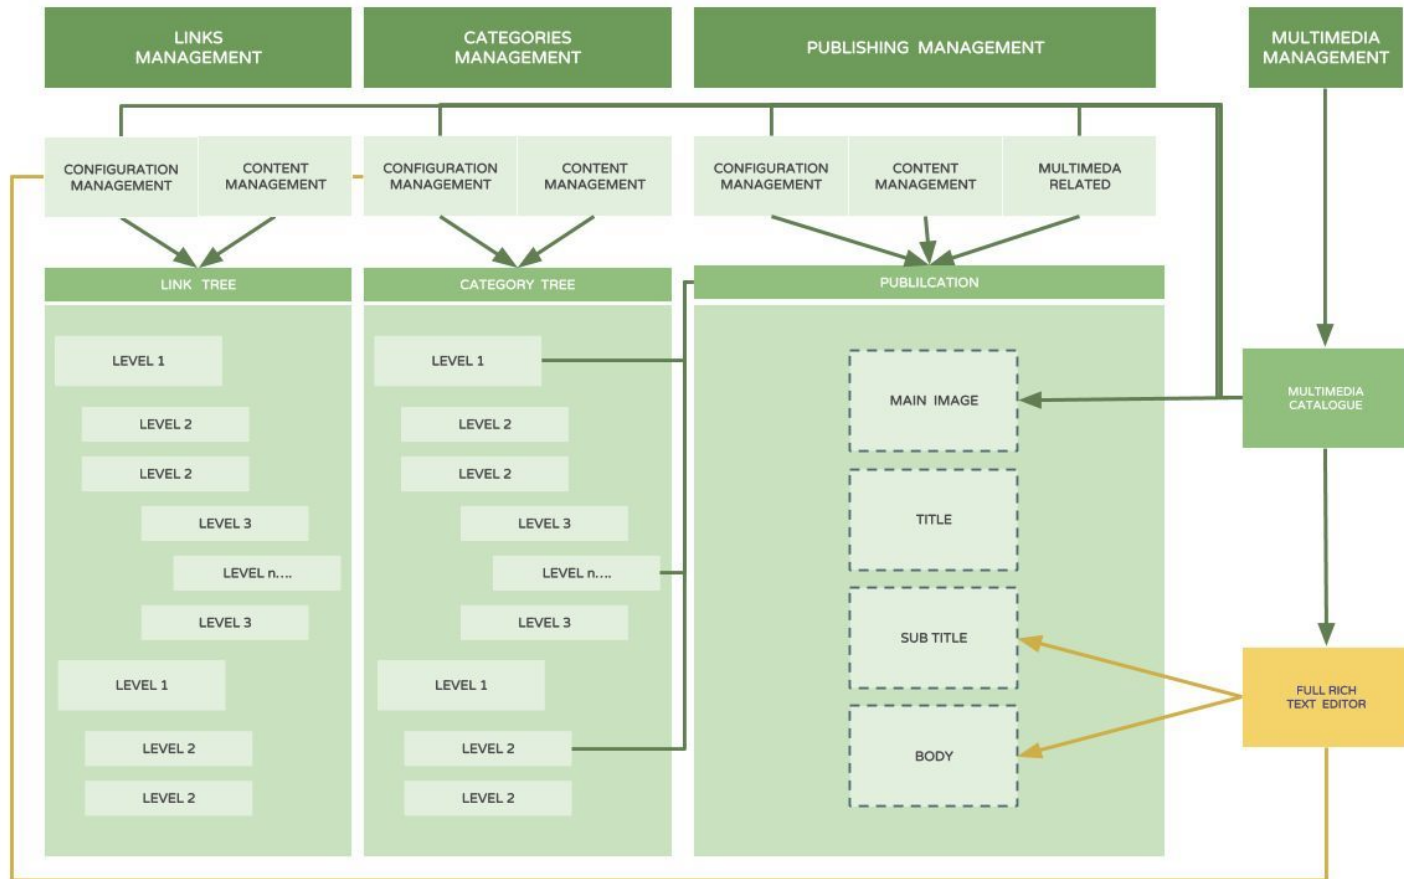 LINKS
MANAGEMENT
CATEGORIES
MANAGEMENT
PUBLISHING MANAGEMENT
MULTIMEDIA
MANAGEMENT
CONFIGURATION
MANAGEMENT
CONTENT
MANAGEMENT
CONFIGURATION
MANAGEMENT
CONTENT
MANAGEMENT
CONFIGURATION
MANAGEMENT
CONTENT
MANAGEMENT
MULTIMEDA
RELATED
LINK TREE
CATEGORY TREE
PUBLILCATION
LEVEL 1
LEVEL 2
LEVEL 2
LEVEL 3
LEVEL n....
LEVEL 3
LEVEL 1
LEVEL 2
LEVEL 2
LEVEL 1
LEVEL 2
LEVEL 2
LEVEL 3
LEVEL n....
LEVEL 3
LEVEL 1
LEVEL 2
LEVEL 2
MAIN IMAGE
TITLE
SUB TITLE
BODY
MULTIMEDIA
CATALOGUE
FULL RICH
TEXT EDITOR